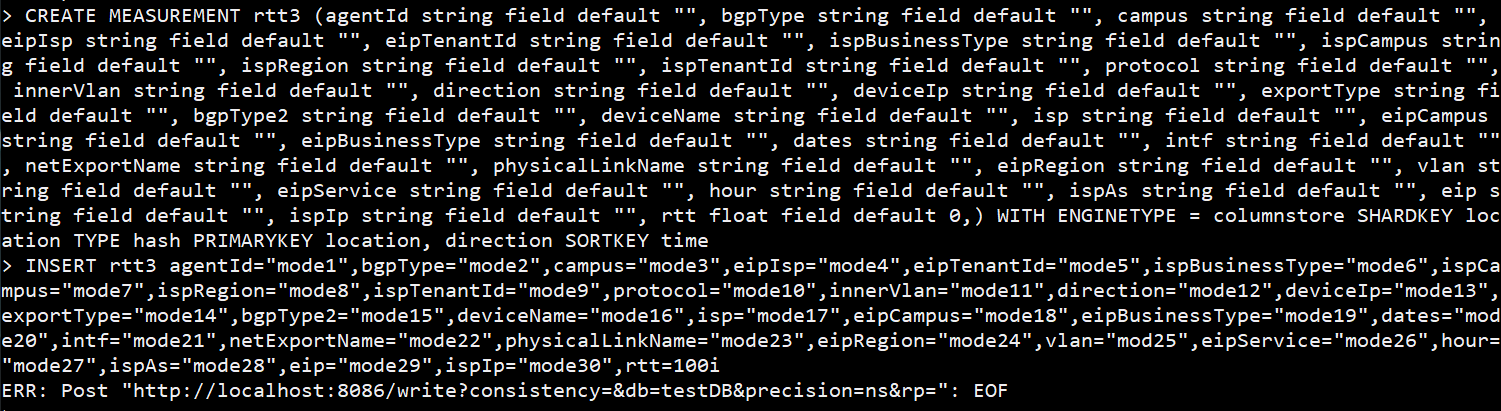 > CREATE MEASUREMENT rtt3 (agentId string field default "", bgpType string field default "", campus string field default "",
eipIsp string field default "", eipTenantId string field default "", ispBusinessType string field default "", ispCampus strin
g field default "", ispRegion string field default "", ispTenantId string field default "", protocol string field default "",
 innerVlan string field default "", direction string field default "", deviceIp string field default "", exportType string fi
eld default "", bgpType2 string field default "", deviceName string field default "", isp string field default "", eipCampus
string field default "", eipBusinessType string field default "", dates string field default "", intf string field default ""
, netExportName string field default "", physicalLinkName string field default "", eipRegion string field default "", vlan st
ring field default "", eipService string field default "", hour string field default "", ispAs string field default "", eip s
tring field default "", ispIp string field default "", rtt float field default 0,) WITH ENGINETYPE = columnstore SHARDKEY loc
ation TYPE hash PRIMARYKEY location, direction SORTKEY time
> INSERT rtt3 agentId="mode1",bgpType="mode2",campus="mode3",eipIsp="mode4",eipTenantId="mode5",ispBusinessType="mode6",ispCa
mpus="mode7",ispRegion="mode8",ispTenantId="mode9",protocol="mode10",innerVlan="mode11",direction="mode12",deviceIp="mode13",
exportType="mode14",bgpType2="mode15",deviceName="mode16",isp="mode17",eipCampus="mode18",eipBusinessType="mode19",dates="mod
e20",intf="mode21",netExportName="mode22",physicalLinkName="mode23",eipRegion="mode24",vlan="mod25",eipService="mode26",hour=
"mode27",ispAs="mode28",eip="mode29",ispIp="mode30",rtt=100i
ERR: Post "http://localhost:8086/write?consistency=&db=testDB&precision=ns&rp=": EOF